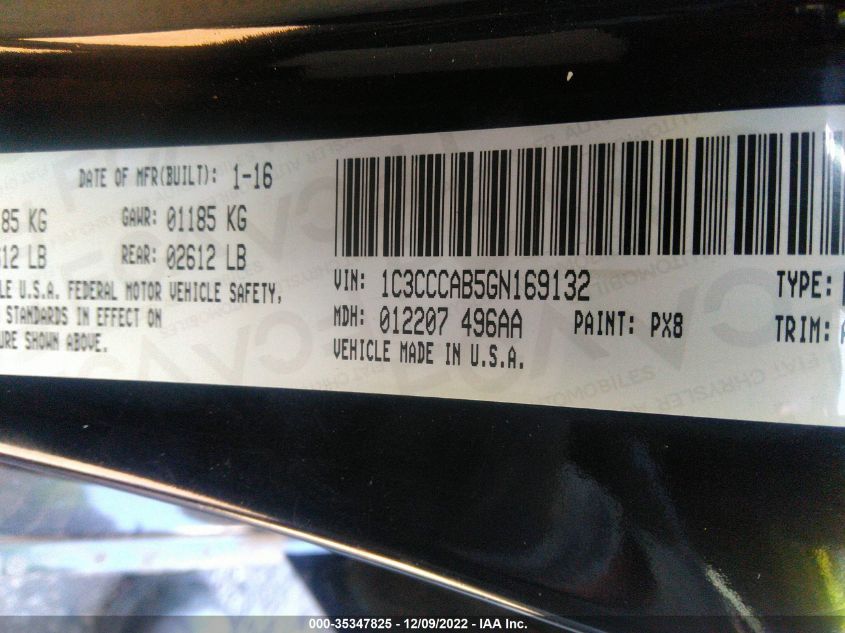 DATE OF MFR(BUILT): 1-16
85 KG GAWR: 01185 KG
612 LB REAR: 02612 LB
LE U.S.A. FEDERAL MOTOR VEHICLE SAFETY,
STANDARDS IN EFFECT ON
URE SHOWN ABOVE.
VIN: 1C3CCCAB5GN169132 TYPE:
MDH: 012207 496AA PAINT: PX8 TRIM:
VEHICLE MADE IN U.S.A.
000-35347825 - 12/09/2022 - IAA Inc.